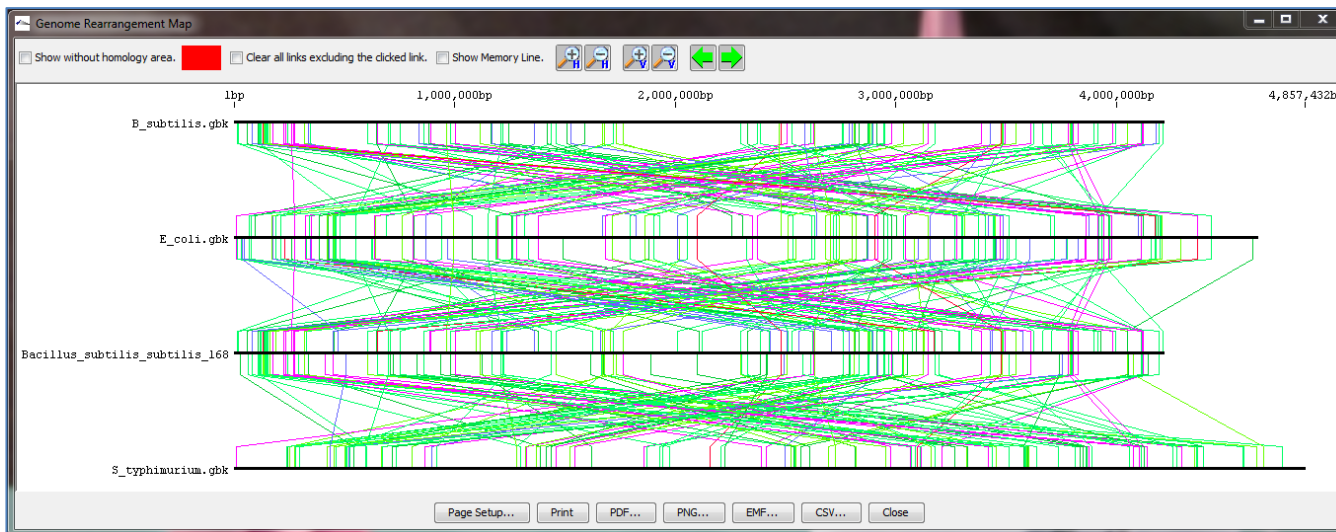 Genome Rearrangement Map
Show without homology area. Clear all links excluding the clicked link. Show Memory Line. H H V V
1bp 1,000,000bp 2,000,000bp 3,000,000bp 4,000,000bp 4,857,432b
B_subtilis.gbk
E_coli.gbk
Bacillus_subtilis_subtilis_168
S_typhimurium.gbk
Page Setup... Print PDF... PNG... EMF... CSV... Close